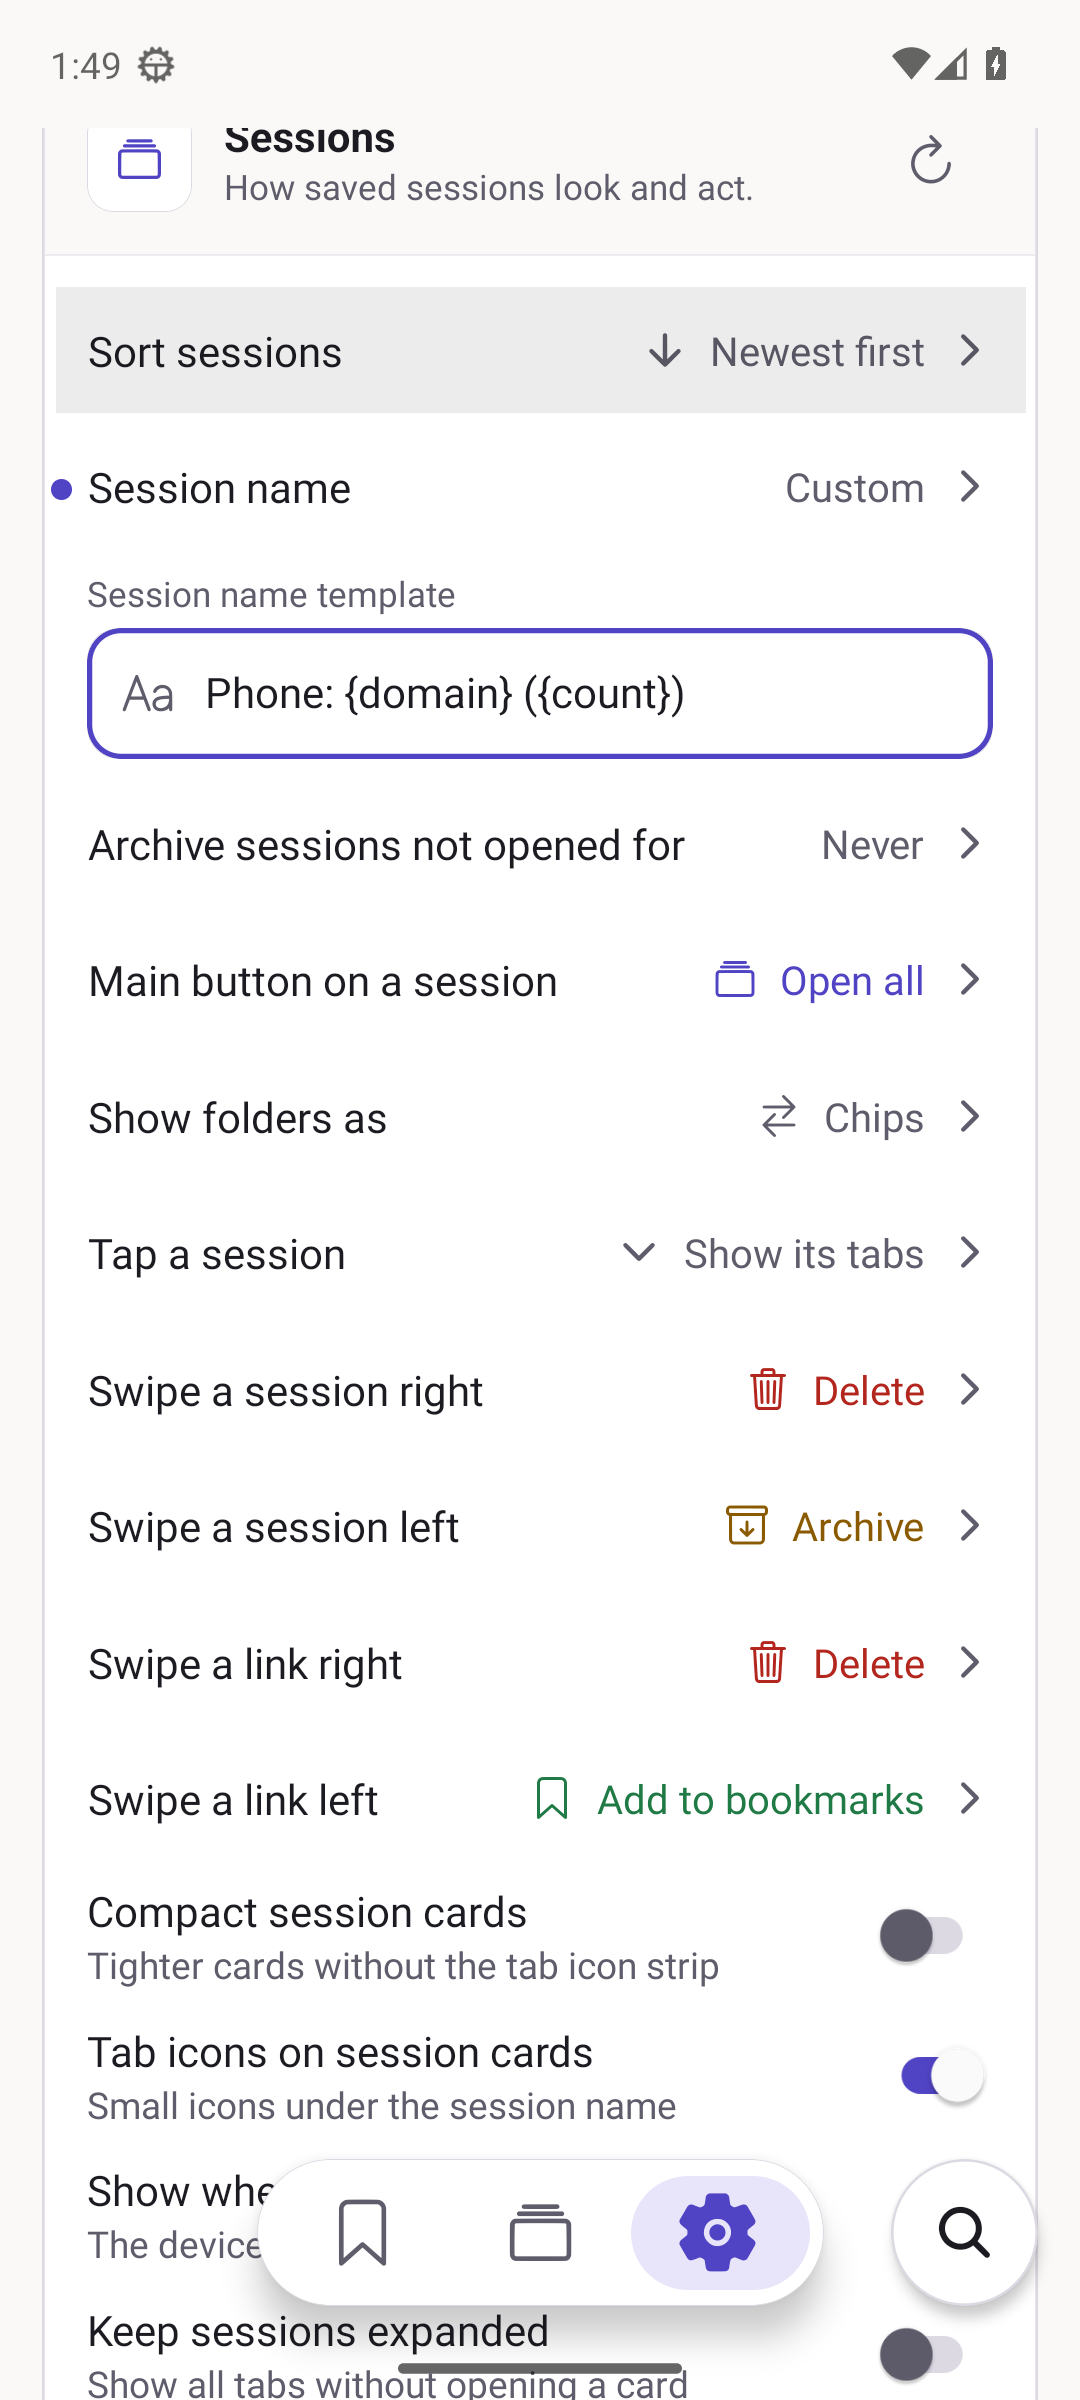 1:49
Sessions
How saved sessions look and act.
Sort sessions Newest first
Session name Custom
Session name template
Aa Phone: {domain} ({count})
Archive sessions not opened for Never
Main button on a session Open all
Show folders as Chips
Tap a session Show its tabs
Swipe a session right Delete
Swipe a session left Archive
Swipe a link right Delete
Swipe a link left Add to bookmarks
Compact session cards
Tighter cards without the tab icon strip
Tab icons on session cards
Small icons under the session name
Show
The device
Keep sessions expanded
Show all tabs without opening a card